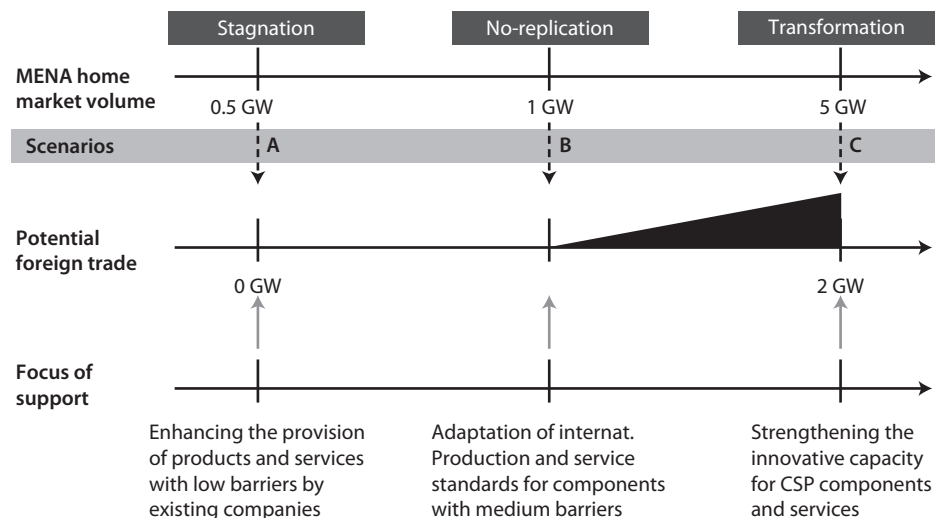 Stagnation
No-replication
Transformation
MENA home
market volume
0.5 GW
1 GW
5 GW
Scenarios
A
B
C
Potential
foreign trade
0 GW
2 GW
Focus of
support
Enhancing the provision
of products and services
with low barriers by
existing companies
Adaptation of internat.
Production and service
standards for components
with medium barriers
Strengthening the
innovative capacity
for CSP components
and services